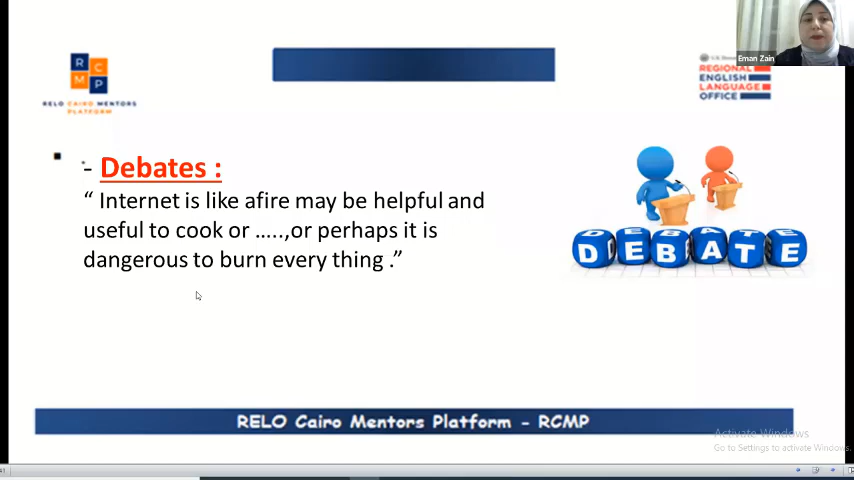 R
C
M
P
RELO CAIRO MENTORS
PLATFORM
Eman Zain
REGIONAL
ENGLISH
LANGUAGE
OFFICE
- Debates :
“ Internet is like afire may be helpful and
useful to cook or …..,or perhaps it is
dangerous to burn every thing .”
DEBATE
DEBATE
RELO Cairo Mentors Platform - RCMP
Activate Windows
Go to Settings to activate Windows.